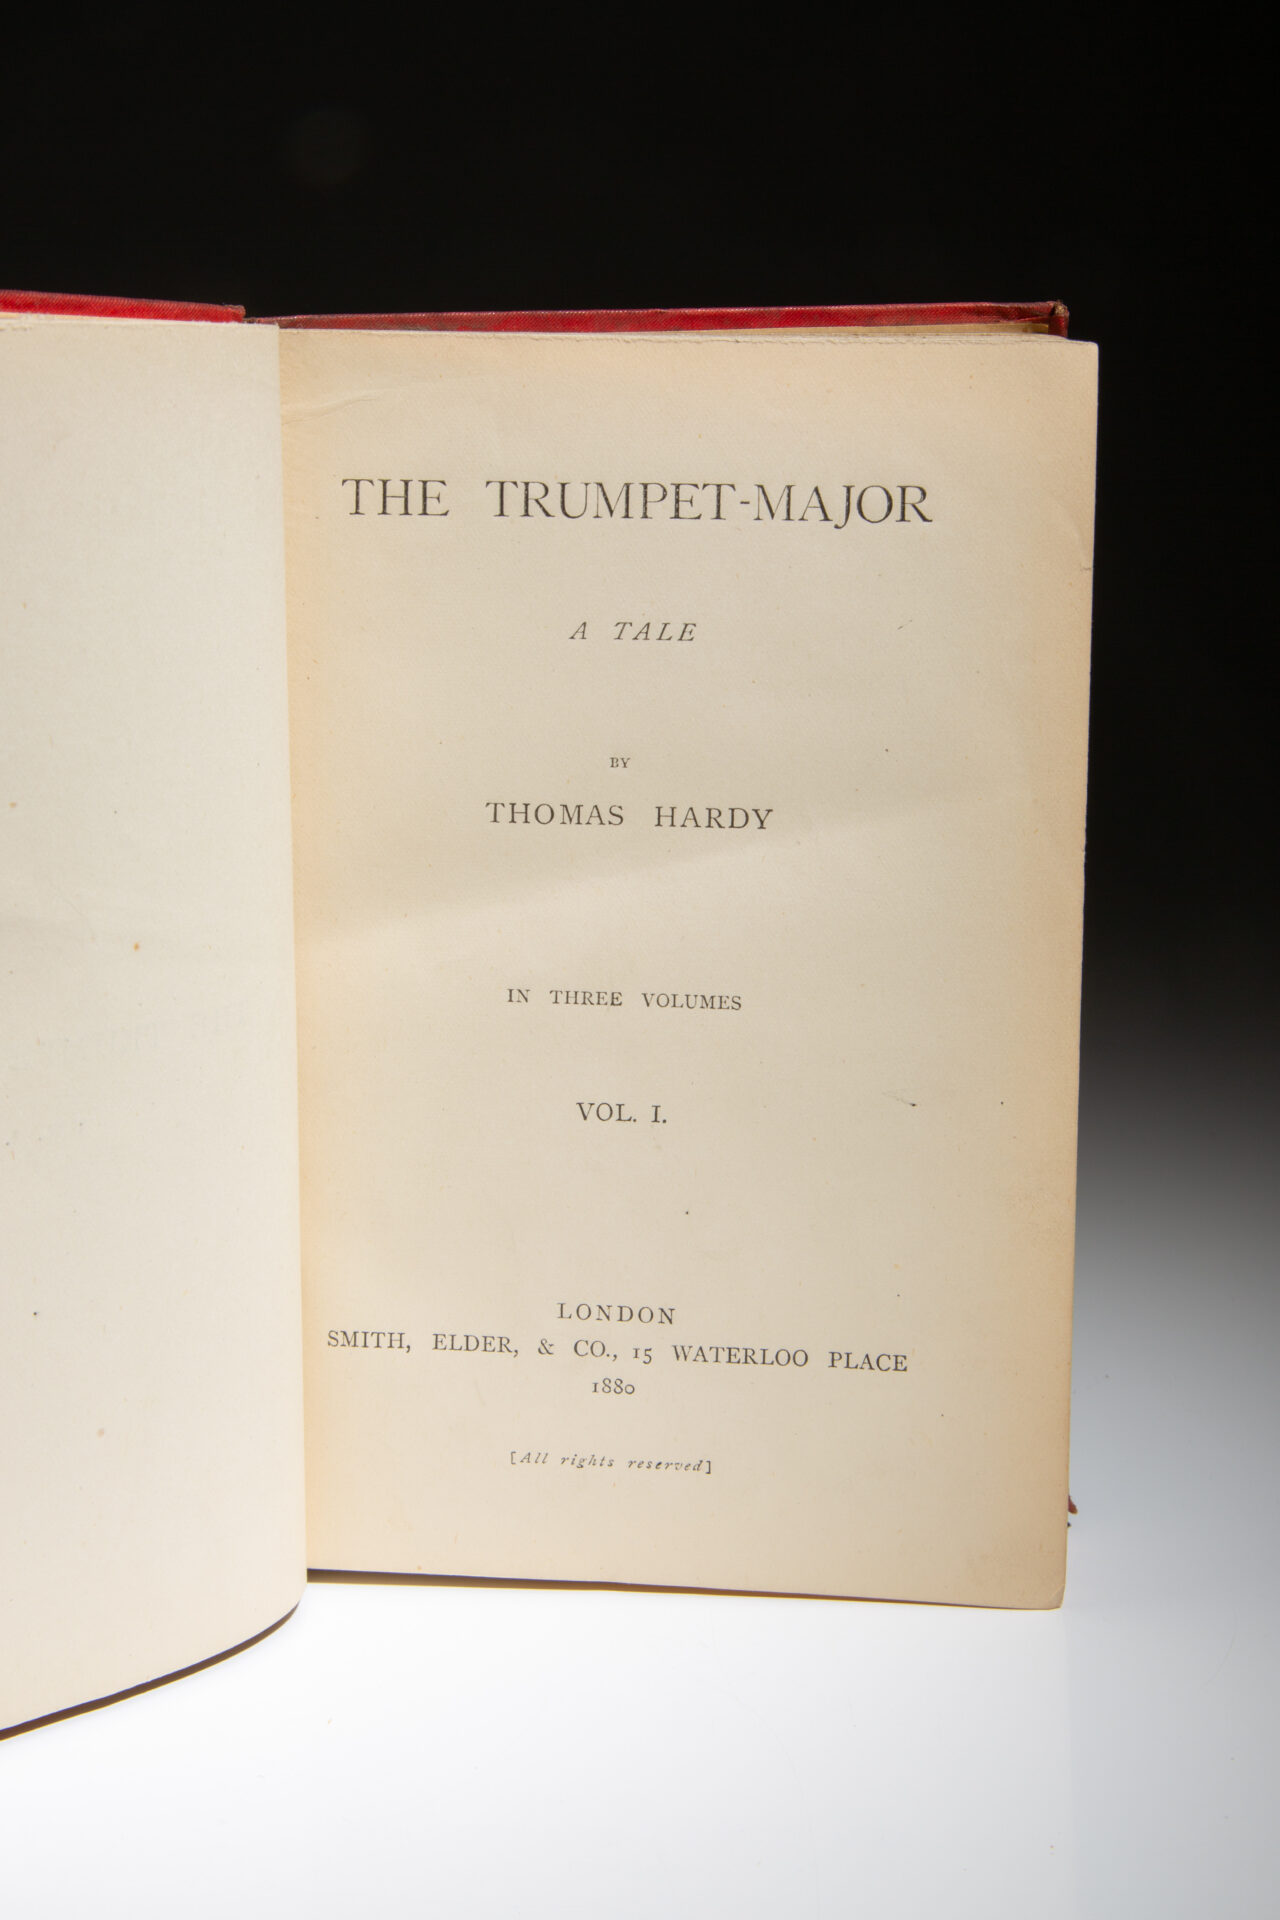 THE TRUMPET-MAJOR
A TALE
BY
THOMAS HARDY
IN THREE VOLUMES
VOL. I.
LONDON
SMITH, ELDER, & CO., 15 WATERLOO PLACE
1880
[All rights reserved]